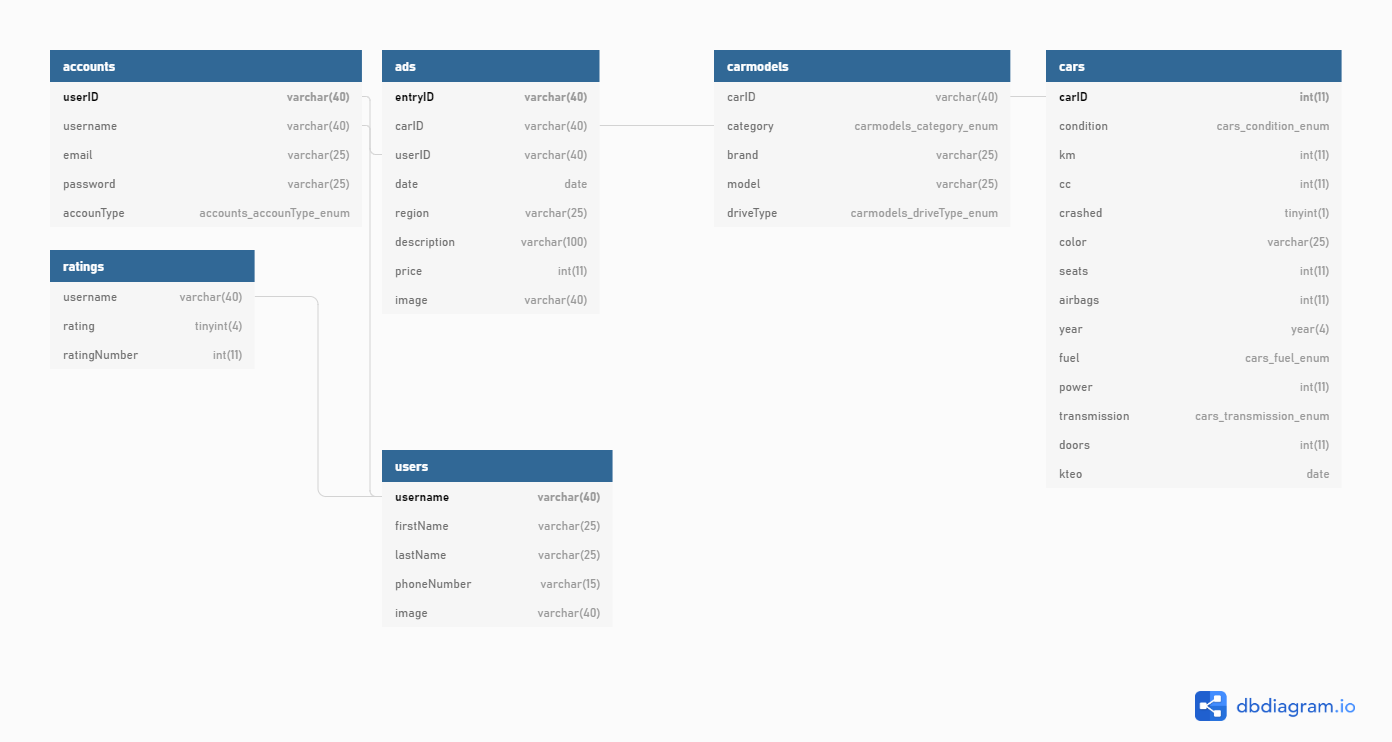 accounts
userID varchar(40)
username varchar(40)
email varchar(25)
password varchar(25)
accounType accounts_accounType_enum
ads
entryID varchar(40)
carID varchar(40)
userID varchar(40)
date date
region varchar(25)
description varchar(100)
price int(11)
image varchar(40)
carmodels
carID varchar(40)
category carmodels_category_enum
brand varchar(25)
model varchar(25)
driveType carmodels_driveType_enum
cars
carID int(11)
condition cars_condition_enum
km int(11)
cc int(11)
crashed tinyint(1)
color varchar(25)
seats int(11)
airbags int(11)
year year(4)
fuel cars_fuel_enum
power int(11)
transmission cars_transmission_enum
doors int(11)
kteo date
ratings
username varchar(40)
rating tinyint(4)
ratingNumber int(11)
users
username varchar(40)
firstName varchar(25)
lastName varchar(25)
phoneNumber varchar(15)
image varchar(40)
dbdiagram.io